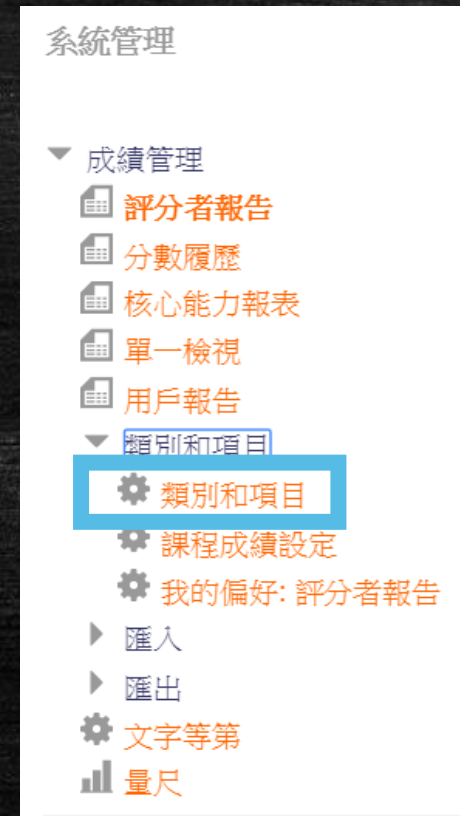 系統管理
成績管理
評分者報告
分數履歷
核心能力報表
單一檢視
用戶報告
類別和項目
類別和項目
課程成績設定
我的偏好: 評分者報告
匯入
匯出
文字等第
量尺